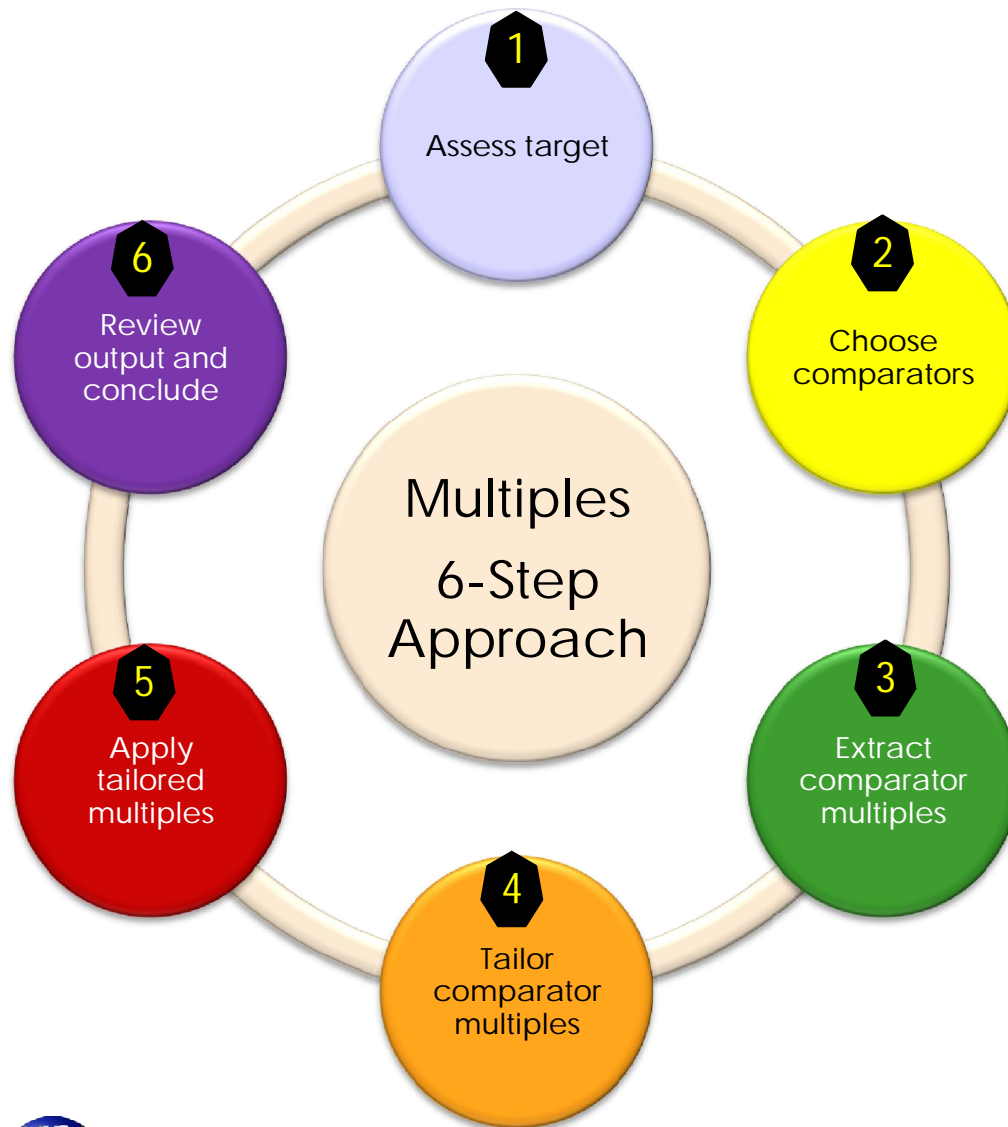 Multiples
6-Step
Approach
1
Assess target
2
Choose
comparators
3
Extract
comparator
multiples
4
Tailor
comparator
multiples
5
Apply
tailored
multiples
6
Review
output and
conclude